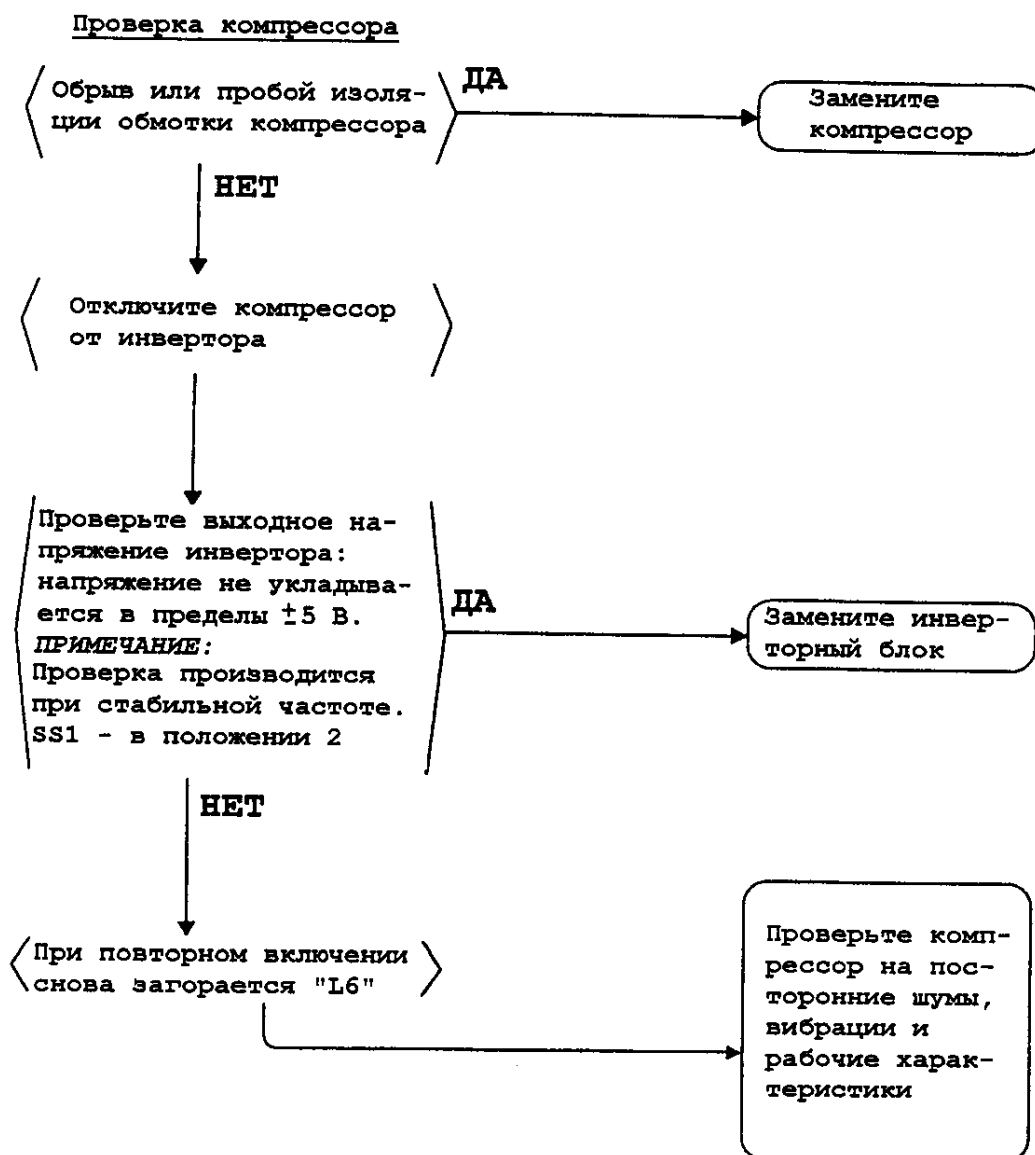 Проверка компрессора
Обрыв или пробой изоля-
ции обмотки компрессора
ДА
Замените
компрессор
НЕТ
Отключите компрессор
от инвертора
Проверьте выходное на-
пряжение инвертора:
напряжение не укладыва-
ется в пределы ±5 В.
ПРИМЕЧАНИЕ:
Проверка производится
при стабильной частоте.
SS1 - в положении 2
ДА
Замените инвер-
торный блок
НЕТ
При повторном включении
снова загорается "L6"
Проверьте комп-
рессор на пос-
торонние шумы,
вибрации и
рабочие харак-
теристики